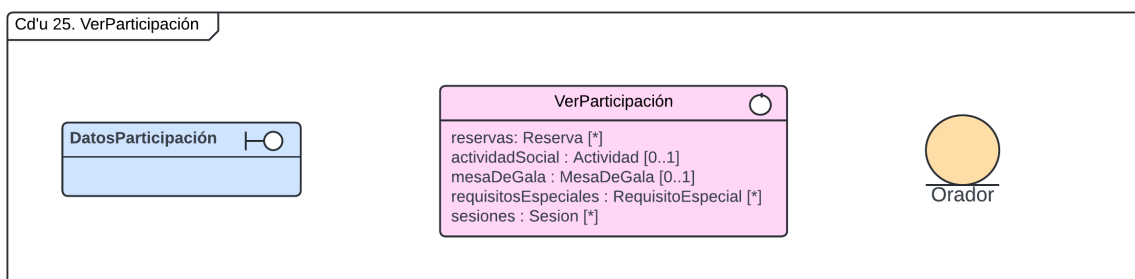 Cd'u 25. VerParticipación
DatosParticipación
VerParticipación
reservas: Reserva [*]
actividadSocial : Actividad [0..1]
mesaDeGala : MesaDeGala [0..1]
requisitosEspeciales : RequisitoEspecial [*]
sesiones : Sesion [*]
Orador